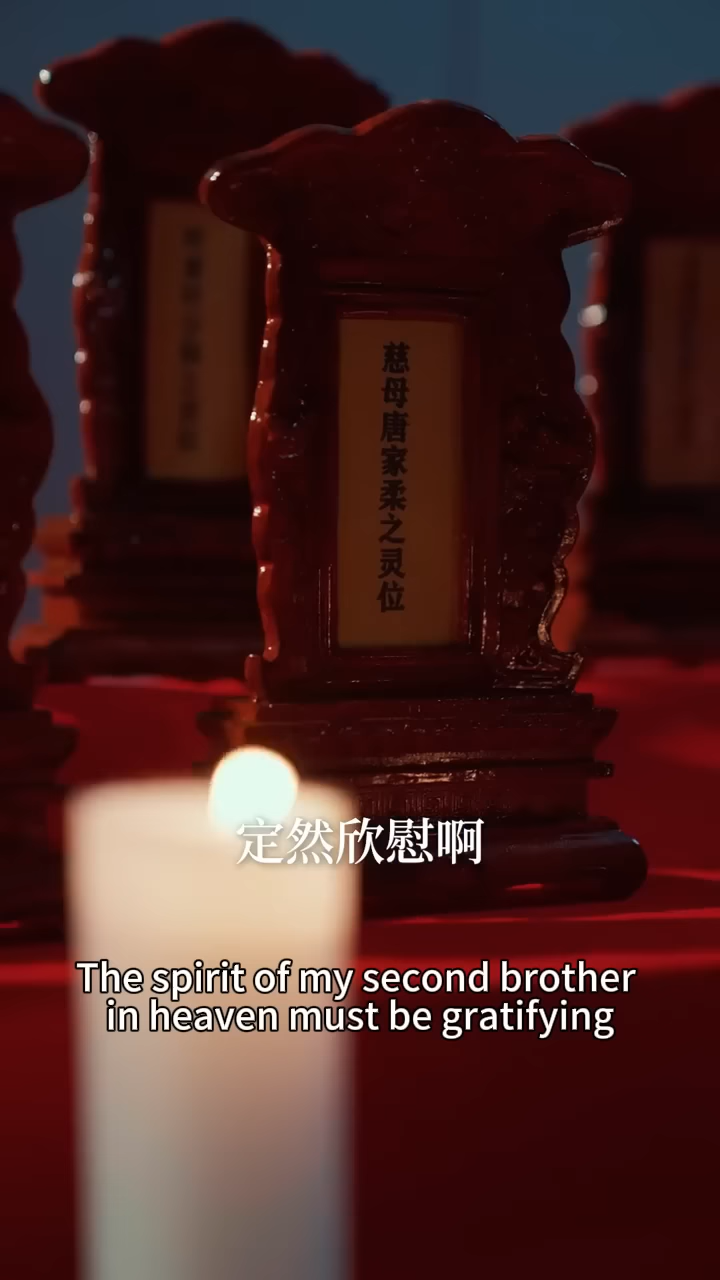 慈母唐家柔之灵位
定然欣慰啊
The spirit of my second brother
in heaven must be gratifying